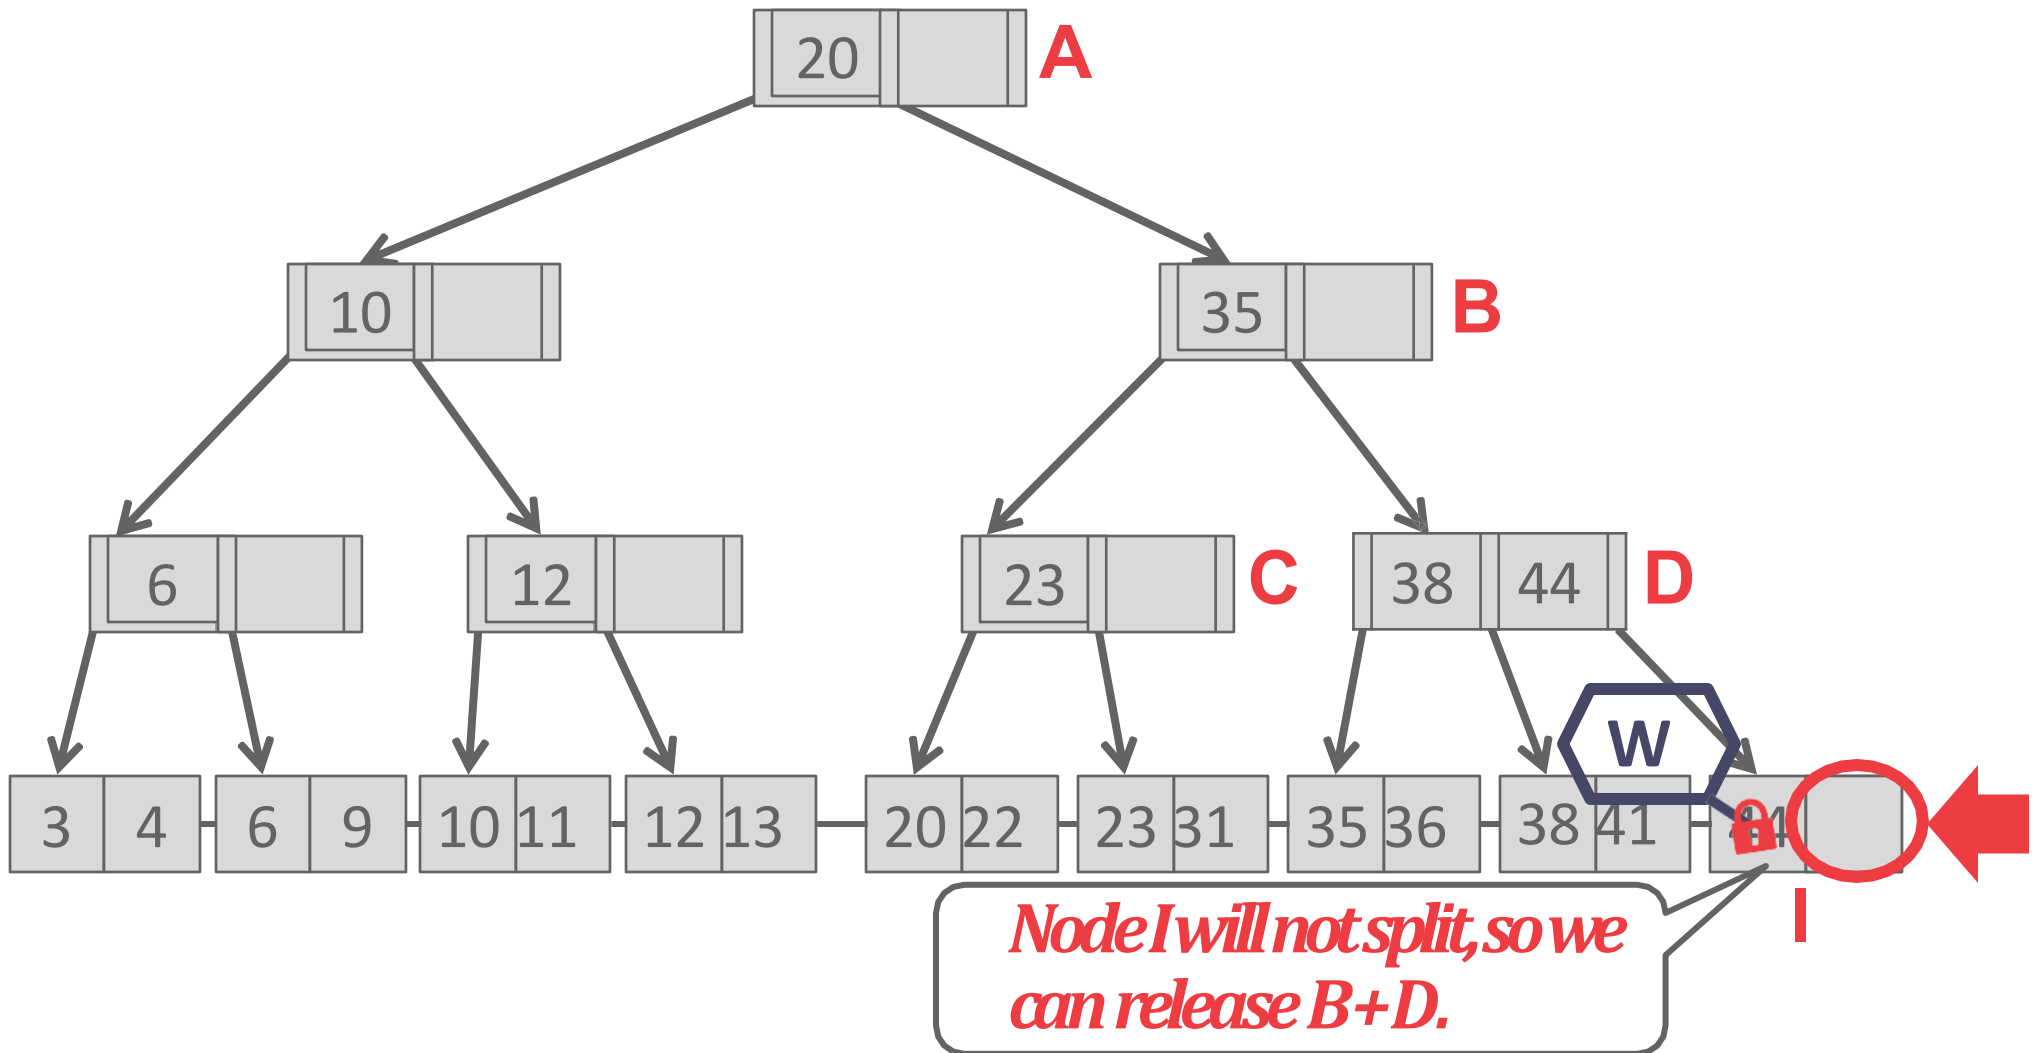 20 A
10 35 B
6 12 23 C 38 44 D
W
3 4 6 9 10 11 12 13 20 22 23 31 35 36 38 41 44
I
Node I will not split, so we
can release B+D.